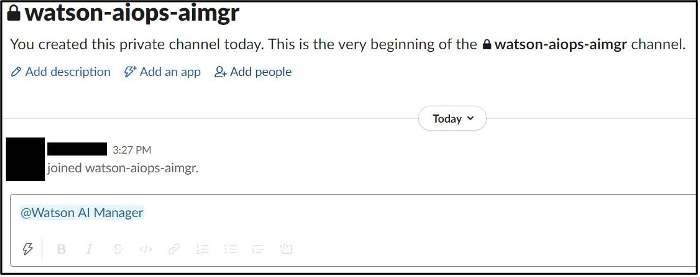 watson-aiops-aimgr
You created this private channel today. This is the very beginning of the watson-aiops-aimgr channel.
Add description Add an app Add people
Today
3:27 PM
joined watson-aiops-aimgr.
@Watson AI Manager
B I S </>